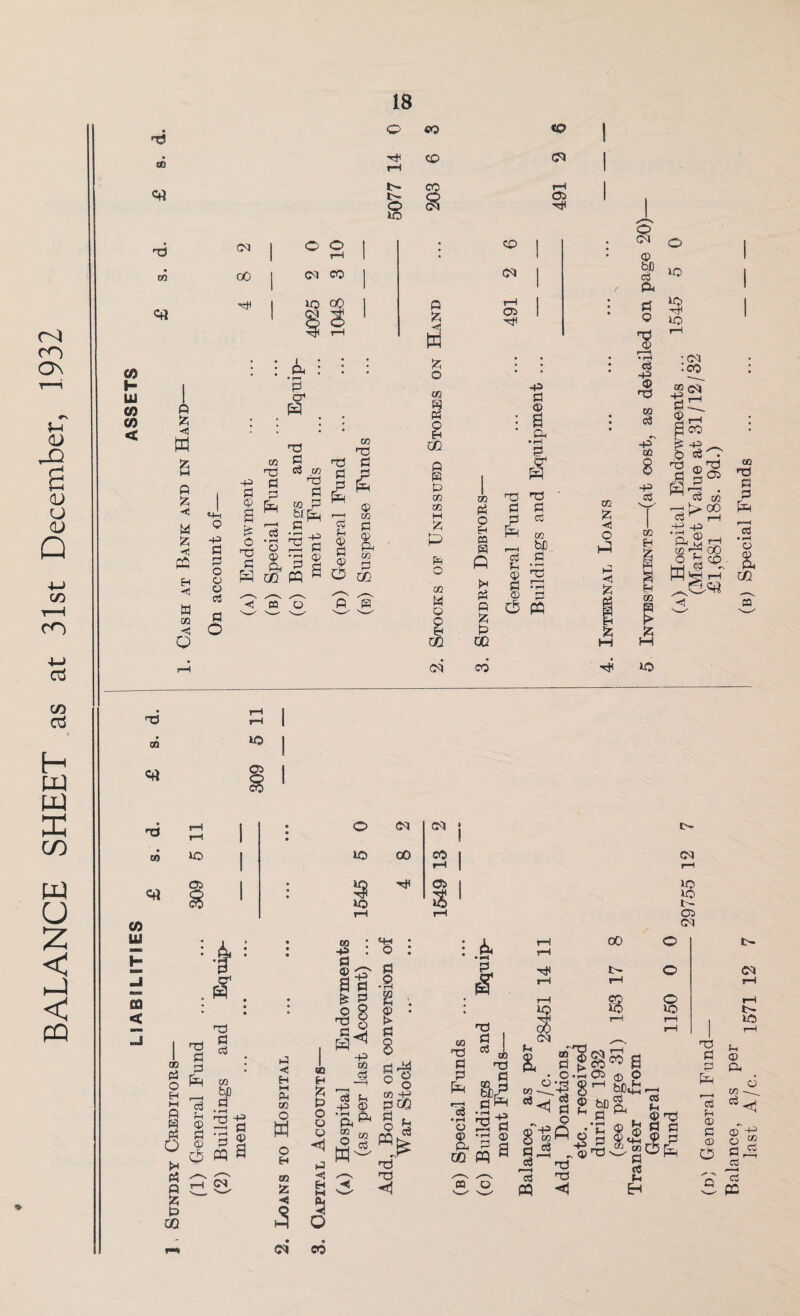 18
BALANCE SHEET as at 31st December, 1932
LIABILITIES
£ s. d. £ s. d.
1. SUNDRY CREDITORS—
(1) General Fund ... 309 5 11
(2) Buildings and Equip-
ment ... — — —
309 5 11
2. LOANS TO HOSPITAL ... — — —
3. CAPITAL ACCOUNTS—
(A) Hospital Endowments
(as per last Account) ... 1545 5 0
Add, Bonus on conversion of
War Stock ... 4 8 2
1549 13 2
(B) Special Funds ... — — —
(C) Buildings and Equip-
ment Funds—
Balance, as per
last A/c. 28451 14 11
Add, Donations,
etc. received
during 1932
(see page 31) 153 17 8
Transfer from
General
Fund 1150 0 0
29755 12 7
(D) General Fund—
Balance, as per
last A/c. 1571 12 7
ASSETS
£ s. d. £ s. d.
1. CASH AT BANK AND IN HAND—
On account of—
(A) Endowment ... 4 8 2
(B) Special Funds ... — — —
(C) Buildings and Equip-
ment Funds ... 4025 2 0
(D) General Fund ... 1048 3 10
(E) Suspense Funds ... — — —
5077 14 0
2. STOCKS OF UNISSUED STORES ON HAND ... 203 6 3
3. SUNDRY DEBTORS—
General Fund ... 491 2 6
Buildings and Equipment ... — — —
491 2 6
4. INTERNAL LOANS ... — — —
5 INVESTMENTS—(at cost, as detailed on page 20)—
(A) Hospital Endowments ... 1545 5 0
(Market Value at 31/12/32
£1,681 18s. 9d.)
(B) Special Funds ... — — —